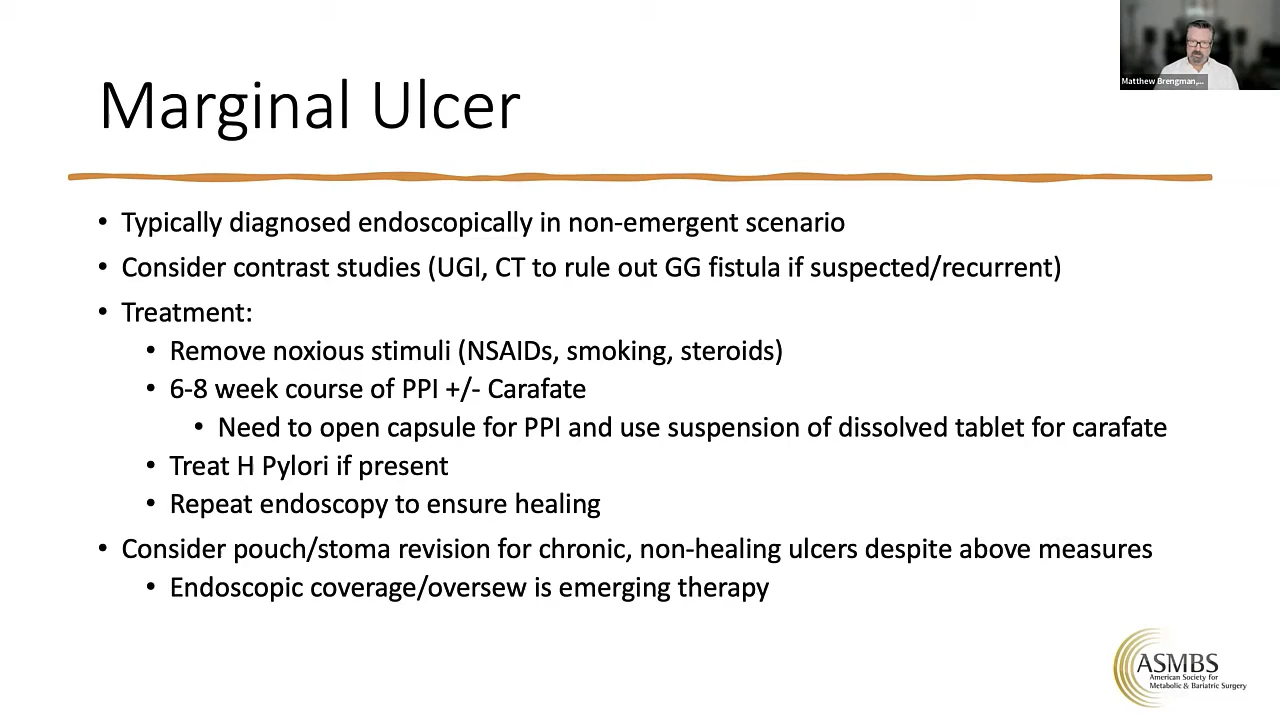 Matthew Brengman,...
Marginal Ulcer
• Typically diagnosed endoscopically in non-emergent scenario
• Consider contrast studies (UGI, CT to rule out GG fistula if suspected/recurrent)
• Treatment:
• Remove noxious stimuli (NSAIDs, smoking, steroids)
• 6-8 week course of PPI +/- Carafate
• Need to open capsule for PPI and use suspension of dissolved tablet for carafate
• Treat H Pylori if present
• Repeat endoscopy to ensure healing
• Consider pouch/stoma revision for chronic, non-healing ulcers despite above measures
• Endoscopic coverage/oversew is emerging therapy
ASMBS
American Society for
Metabolic & Bariatric Surgery